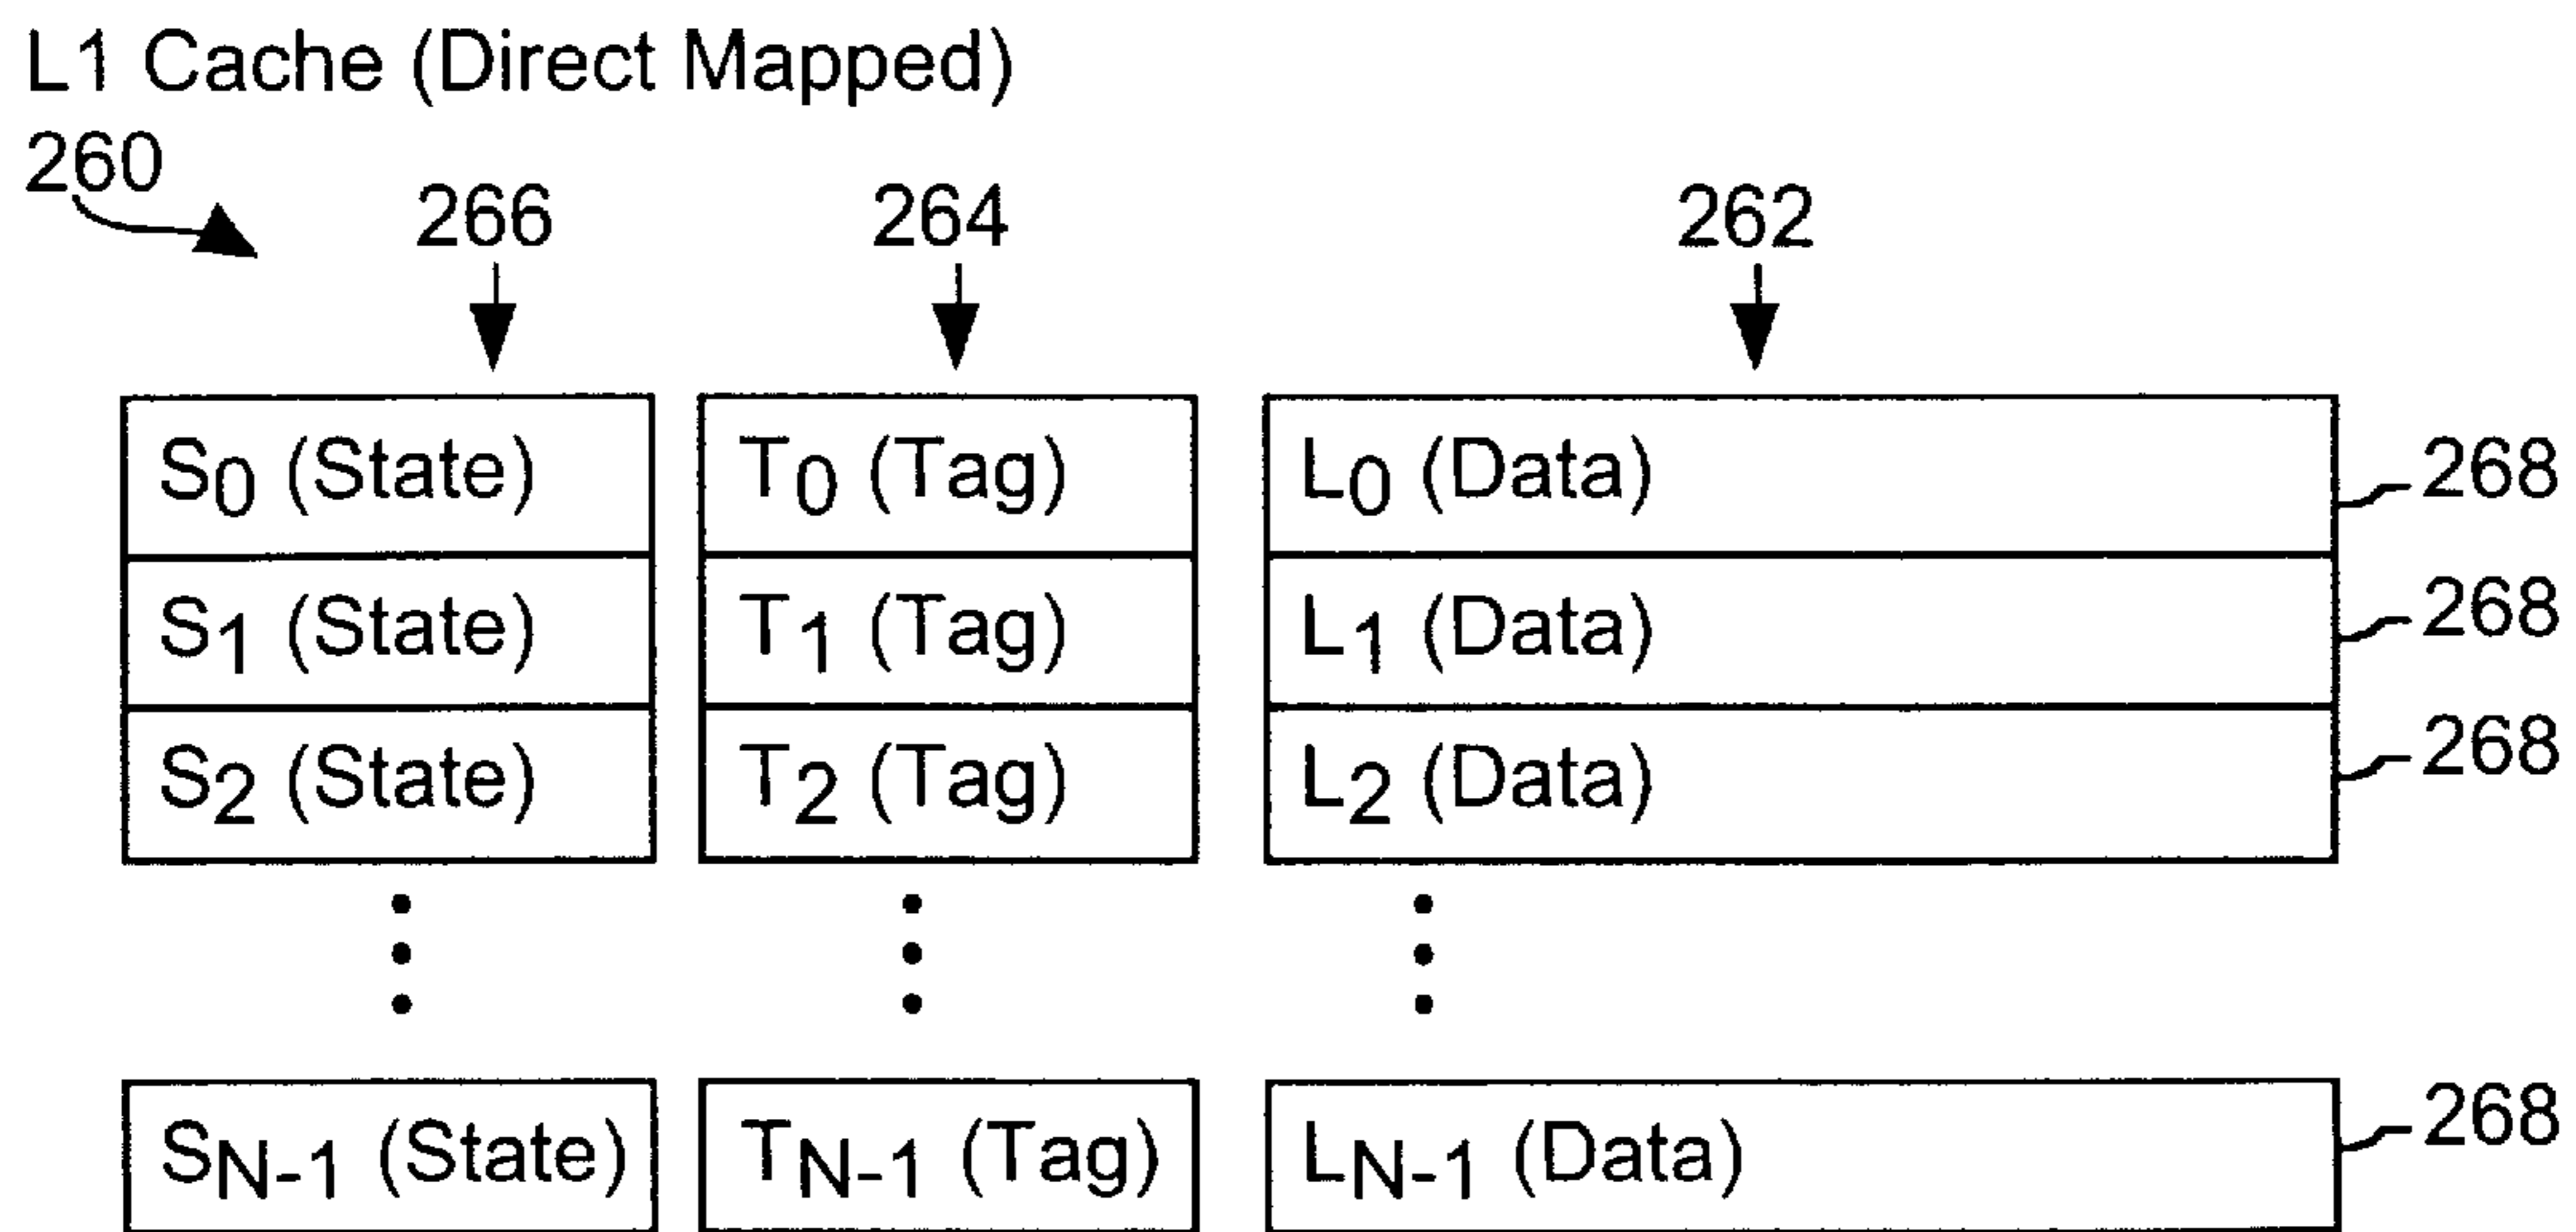 L1 Cache (Direct Mapped)
260
266 264 262
S0 (State) T0 (Tag) L0 (Data) 268
S1 (State) T1 (Tag) L1 (Data) 268
S2 (State) T2 (Tag) L2 (Data) 268
SN-1 (State) TN-1 (Tag) LN-1 (Data) 268